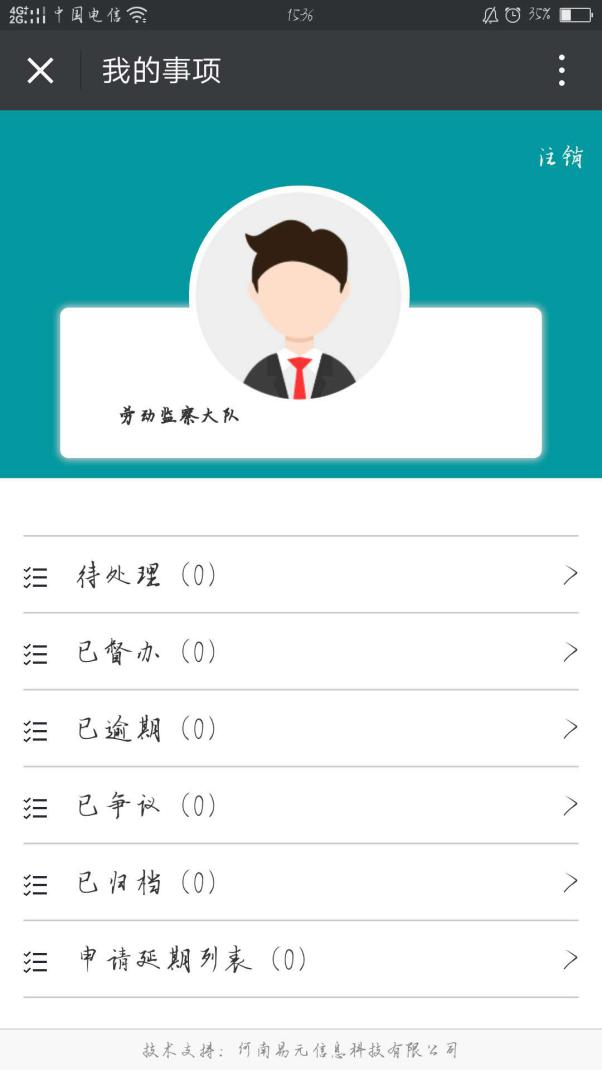 4G+ 2G 中国电信 15:36 35%
我的事项
注销
劳动监察大队
待处理（0）
已督办（0）
已逾期（0）
已争议（0）
已归档（0）
申请延期列表（0）
技术支持：河南易元信息科技有限公司